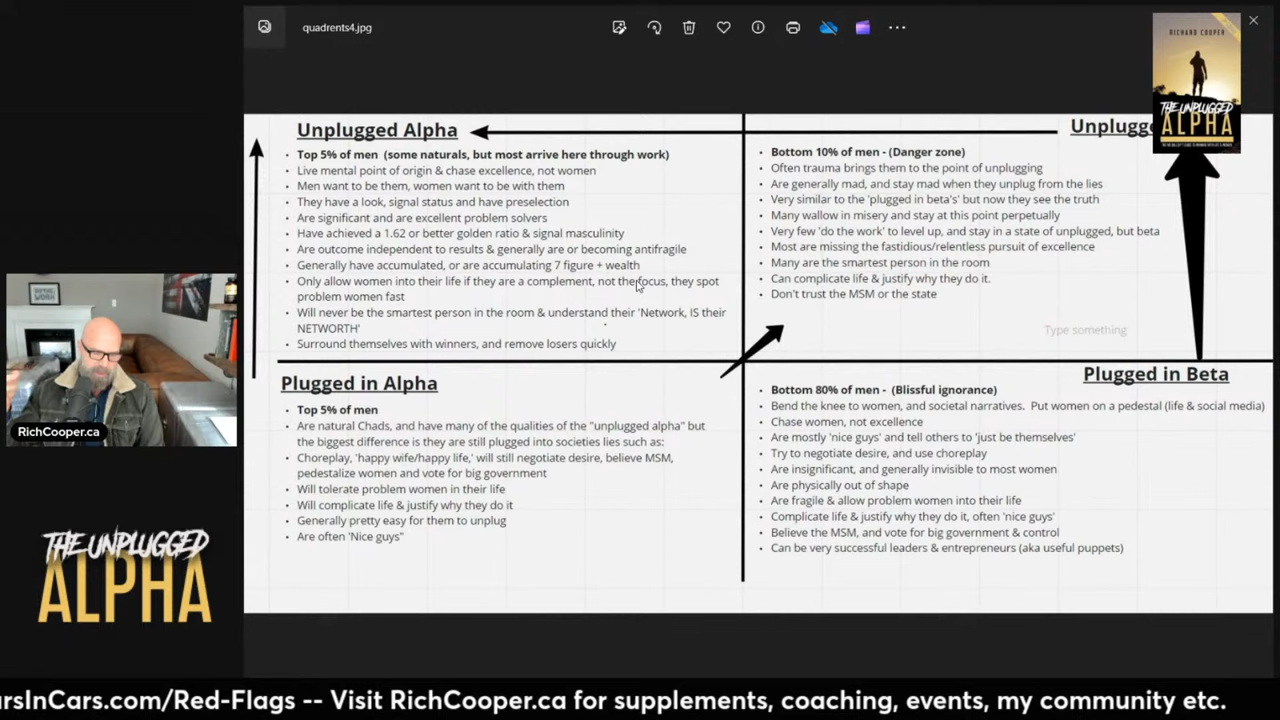 quadrents4.jpg
RICHARD COOPER
THE UNPLUGGED
ALPHA
Unplugged Alpha
Top 5% of men (some naturals, but most arrive here through work)
Live mental point of origin & chase excellence, not women
Men want to be them, women want to be with them
They have a look, signal status and have preselection
Are significant and are excellent problem solvers
Have achieved a 1.62 or better golden ratio & signal masculinity
Are outcome independent to results & generally are or becoming antifragile
Generally have accumulated, or are accumulating 7 figure + wealth
Only allow women into their life if they are a complement, not the focus, they spot
problem women fast
Will never be the smartest person in the room & understand their 'Network, IS their
NETWORTH'
Surround themselves with winners, and remove losers quickly
Unplugg
Bottom 10% of men - (Danger zone)
Often trauma brings them to the point of unplugging
Are generally mad, and stay mad when they unplug from the lies
Very similar to the 'plugged in beta's' but now they see the truth
Many wallow in misery and stay at this point perpetually
Very few 'do the work' to level up, and stay in a state of unplugged, but beta
Most are missing the fastidious/relentless pursuit of excellence
Many are the smartest person in the room
Can complicate life & justify why they do it.
Don't trust the MSM or the state
Type something
Plugged in Alpha
Top 5% of men
Are natural Chads, and have many of the qualities of the "unplugged alpha" but
the biggest difference is they are still plugged into societies lies such as:
Choreplay, 'happy wife/happy life,' will still negotiate desire, believe MSM,
pedestalize women and vote for big government
Will tolerate problem women in their life
Will complicate life & justify why they do it
Generally pretty easy for them to unplug
Are often 'Nice guys"
Plugged in Beta
Bottom 80% of men - (Blissful ignorance)
Bend the knee to women, and societal narratives. Put women on a pedestal (life & social media)
Chase women, not excellence
Are mostly 'nice guys' and tell others to 'just be themselves'
Try to negotiate desire, and use choreplay
Are insignificant, and generally invisible to most women
Are physically out of shape
Are fragile & allow problem women into their life
Complicate life & justify why they do it, often 'nice guys'
Believe the MSM, and vote for big government & control
Can be very successful leaders & entrepreneurs (aka useful puppets)
RichCooper.ca
THE UNPLUGGED
ALPHA
arsInCars.com/Red-Flags -- Visit RichCooper.ca for supplements, coaching, events, my community etc.